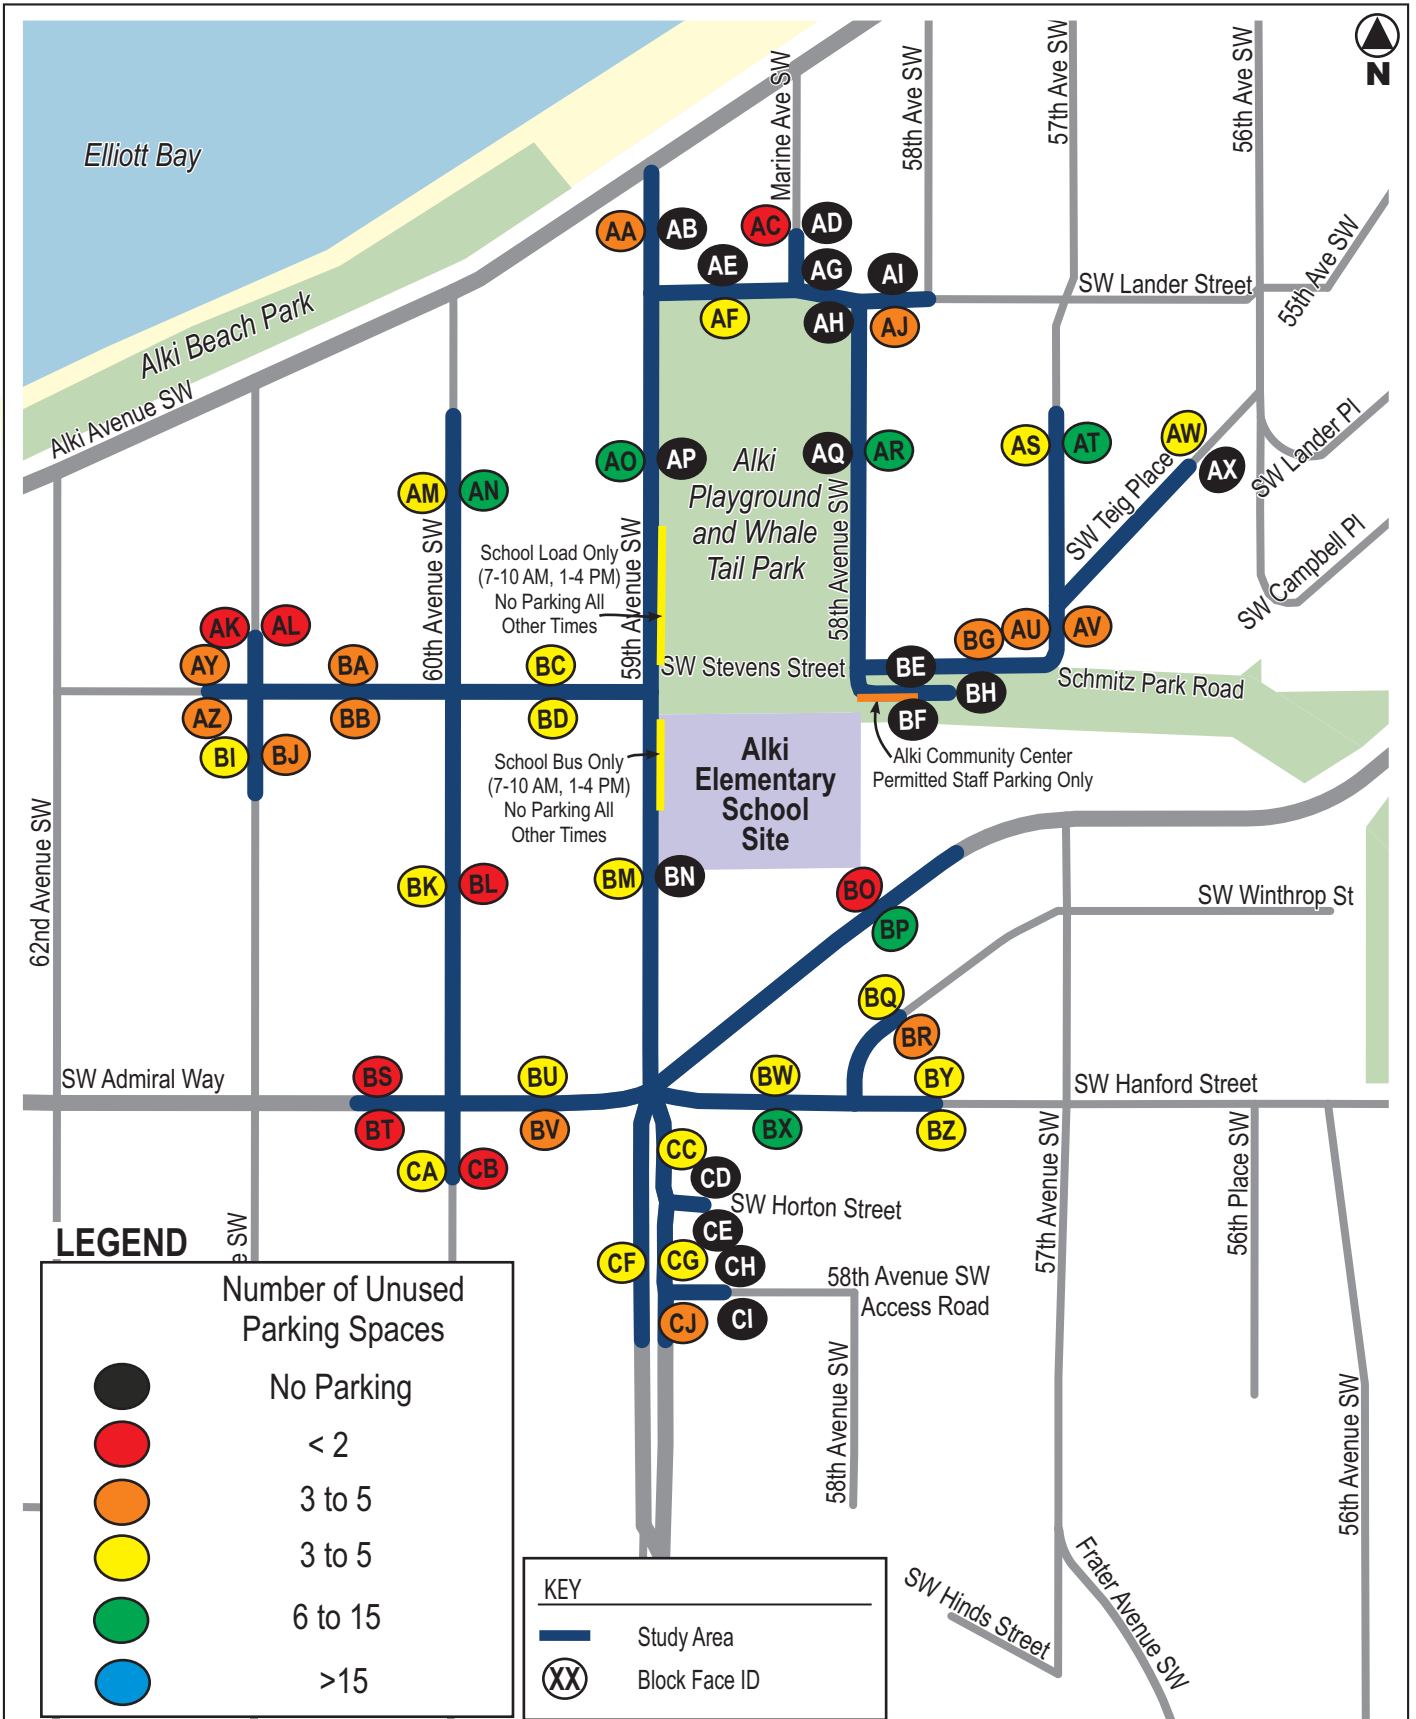 N
Elliott Bay
Alki Beach Park
Alki Avenue SW
Marine Ave SW
58th Ave SW
57th Ave SW
56th Ave SW
55th Ave SW
SW Lander Street
AA
AB
AC
AD
AE
AG
AI
AF
AH
AJ
SW Lander Pl
SW Campbell Pl
SW Teig Place
AM
AN
AO
AP
AQ
AR
AS
AT
AW
AX
Alki
Playground
and Whale
Tail Park
60th Avenue SW
59th Avenue SW
58th Avenue SW
School Load Only
(7-10 AM, 1-4 PM)
No Parking All
Other Times
AK
AL
AY
BA
BC
AZ
BB
BD
BI
BJ
SW Stevens Street
BE
BG
AU
AV
BH
BF
Schmitz Park Road
School Bus Only
(7-10 AM, 1-4 PM)
No Parking All
Other Times
Alki
Elementary
School
Site
Alki Community Center
Permitted Staff Parking Only
62nd Avenue SW
BK
BL
BM
BN
BO
BP
SW Winthrop St
BQ
BR
SW Admiral Way
BS
BU
BW
BY
BT
BV
BX
BZ
SW Hanford Street
CA
CB
CC
CD
SW Horton Street
CE
CF
CG
CH
CJ
CI
58th Avenue SW
Access Road
58th Avenue SW
57th Avenue SW
56th Place SW
56th Avenue SW
SW Hinds Street
Frater Avenue SW
e SW
LEGEND
Number of Unused
Parking Spaces
No Parking
< 2
3 to 5
3 to 5
6 to 15
>15
KEY
Study Area
XX Block Face ID